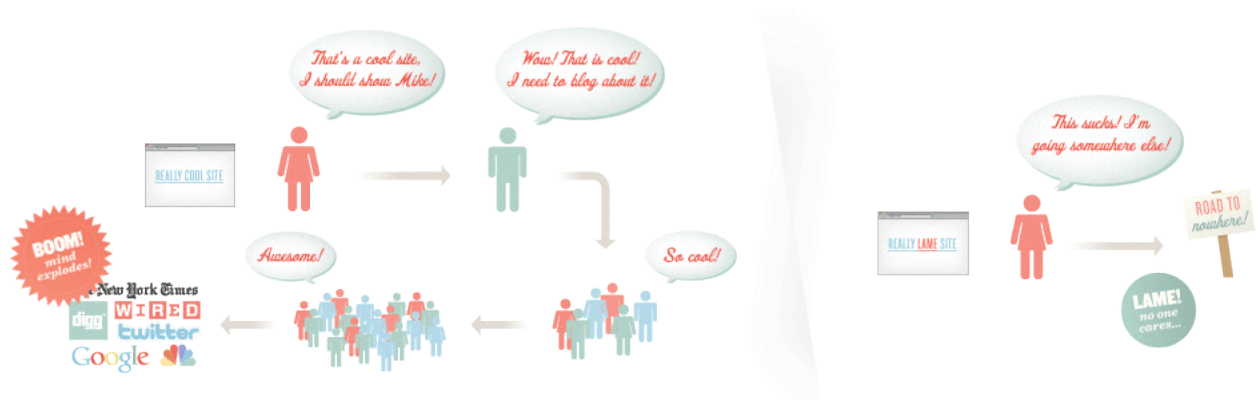 That's a cool site,
I should show Mike!
Wow! That is cool!
I need to blog about it!
REALLY COOL SITE
So cool!
Awesome!
BOOM!
mind
explodes!
New York Times
digg
WIRED
twitter
Google
This sucks! I'm
going somewhere else!
REALLY LAME SITE
ROAD TO
nowhere!
LAME!
no one
cares...